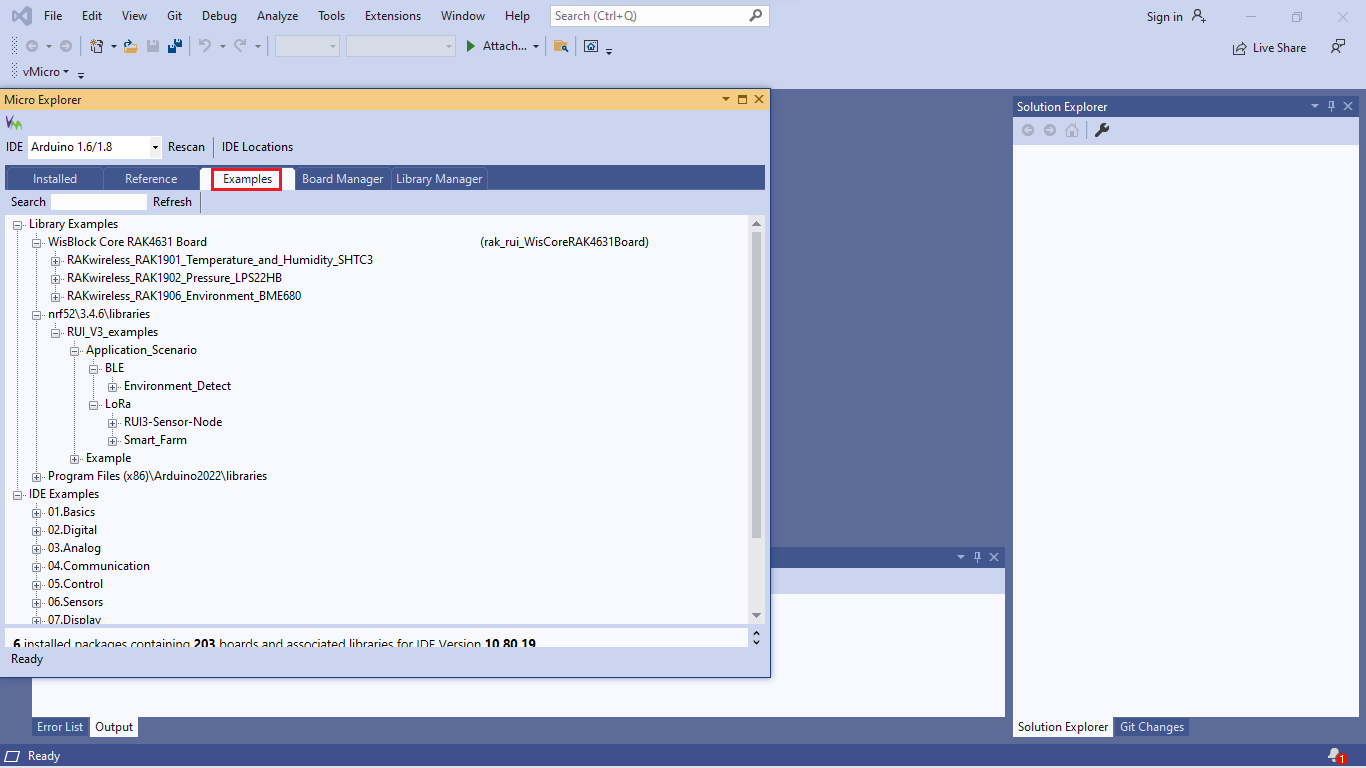 File Edit View Git Debug Analyze Tools Extensions Window Help Search (Ctrl+Q) Sign in
Attach... Live Share
vMicro
Micro Explorer
Solution Explorer
IDE Arduino 1.6/1.8 Rescan IDE Locations
Installed Reference Examples Board Manager Library Manager
Search Refresh
Library Examples
WisBlock Core RAK4631 Board (rak_rui_WisCoreRAK4631Board)
RAKwireless_RAK1901_Temperature_and_Humidity_SHTC3
RAKwireless_RAK1902_Pressure_LPS22HB
RAKwireless_RAK1906_Environment_BME680
nrf52\3.4.6\libraries
RUI_V3_examples
Application_Scenario
BLE
Environment_Detect
LoRa
RUI3-Sensor-Node
Smart_Farm
Example
Program Files (x86)\Arduino2022\libraries
IDE Examples
01.Basics
02.Digital
03.Analog
04.Communication
05.Control
06.Sensors
07.Display
6 installed packages containing 203 boards and associated libraries for IDE Version 10.80.19
Ready
Error List Output
Solution Explorer Git Changes
Ready 1